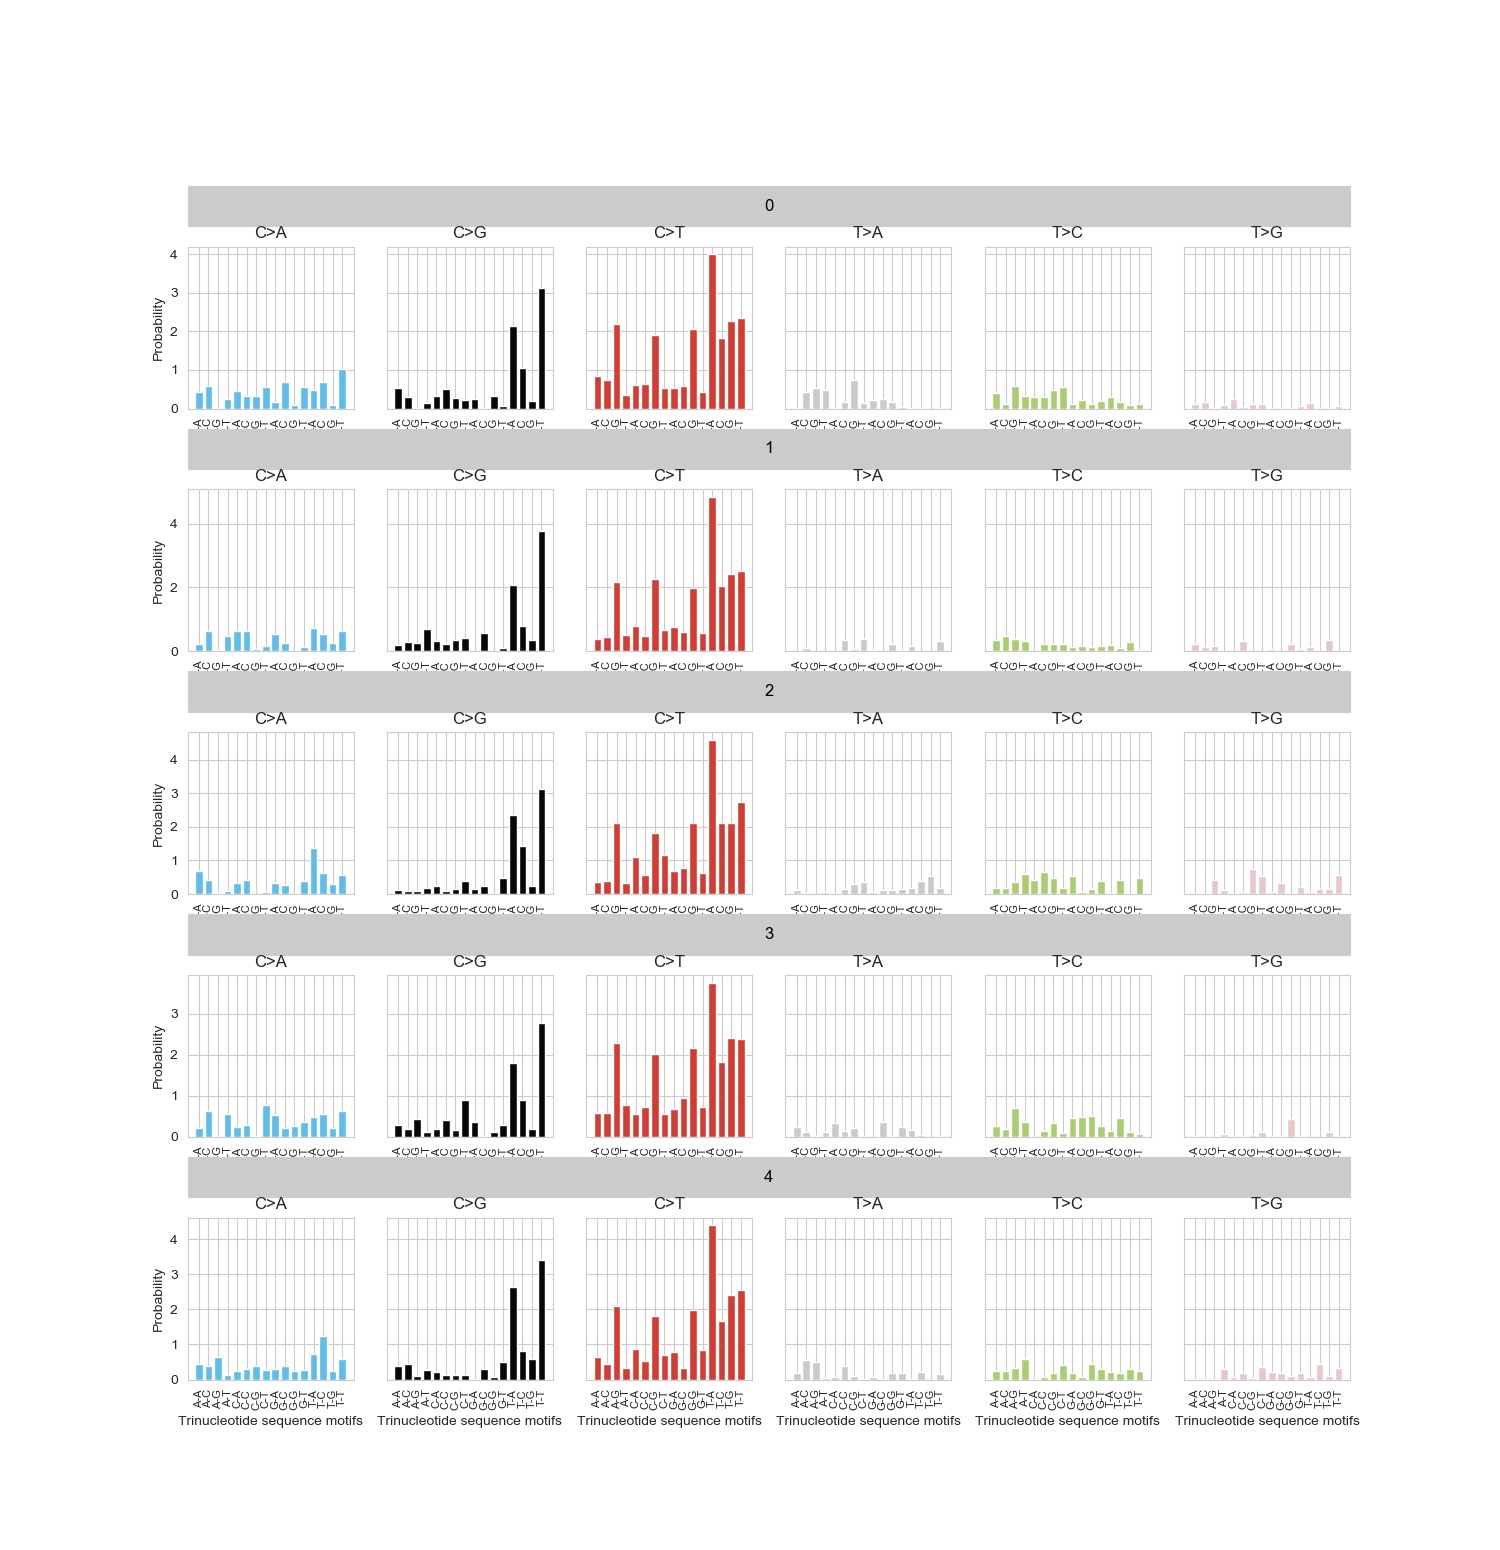 0
C>A C>G C>T T>A T>C T>G
Probability
4
3
2
1
0
1
C>A C>G C>T T>A T>C T>G
Probability
4
2
0
2
C>A C>G C>T T>A T>C T>G
Probability
4
3
2
1
0
3
C>A C>G C>T T>A T>C T>G
Probability
3
2
1
0
4
C>A C>G C>T T>A T>C T>G
Probability
4
3
2
1
0
A-A A-C A-G A-T C-A C-C C-G C-T G-A G-C G-G G-T T-A T-C T-G T-T
A-A A-C A-G A-T C-A C-C C-G C-T G-A G-C G-G G-T T-A T-C T-G T-T
A-A A-C A-G A-T C-A C-C C-G C-T G-A G-C G-G G-T T-A T-C T-G T-T
A-A A-C A-G A-T C-A C-C C-G C-T G-A G-C G-G G-T T-A T-C T-G T-T
A-A A-C A-G A-T C-A C-C C-G C-T G-A G-C G-G G-T T-A T-C T-G T-T
A-A A-C A-G A-T C-A C-C C-G C-T G-A G-C G-G G-T T-A T-C T-G T-T
Trinucleotide sequence motifs Trinucleotide sequence motifs Trinucleotide sequence motifs Trinucleotide sequence motifs Trinucleotide sequence motifs Trinucleotide sequence motifs